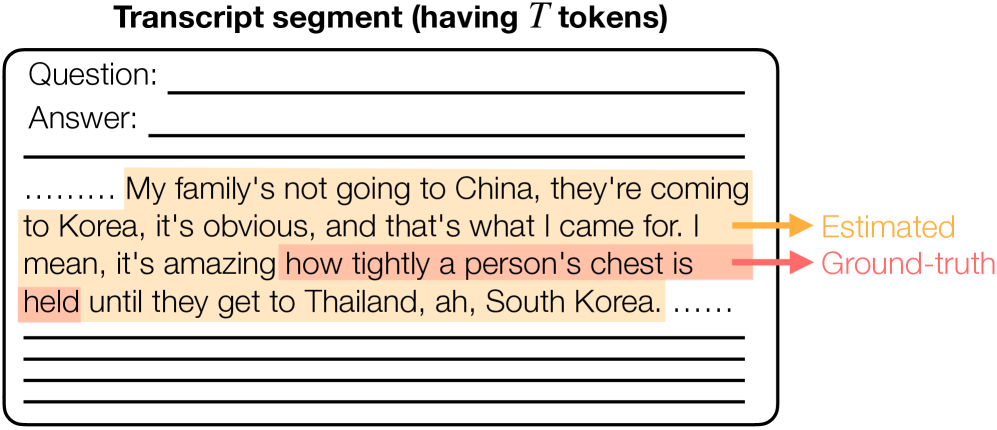 Transcript segment (having T tokens)
Question:
Answer:
......... My family's not going to China, they're coming
to Korea, it's obvious, and that's what I came for. I
mean, it's amazing how tightly a person's chest is
held until they get to Thailand, ah, South Korea. ......
Estimated
Ground-truth